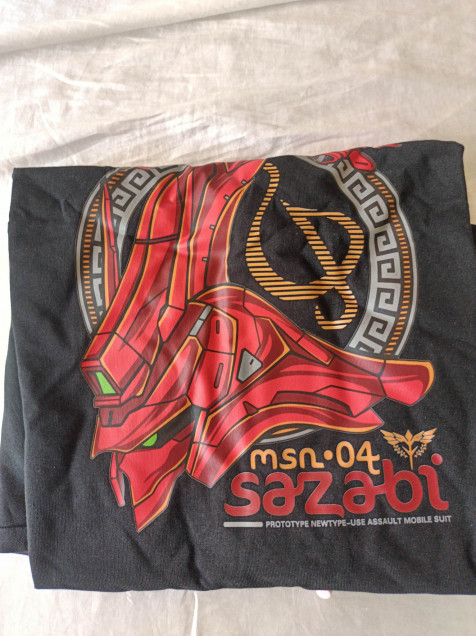 msn•04
sazabi
PROTOTYPE NEWTYPE-USE ASSAULT MOBILE SUIT